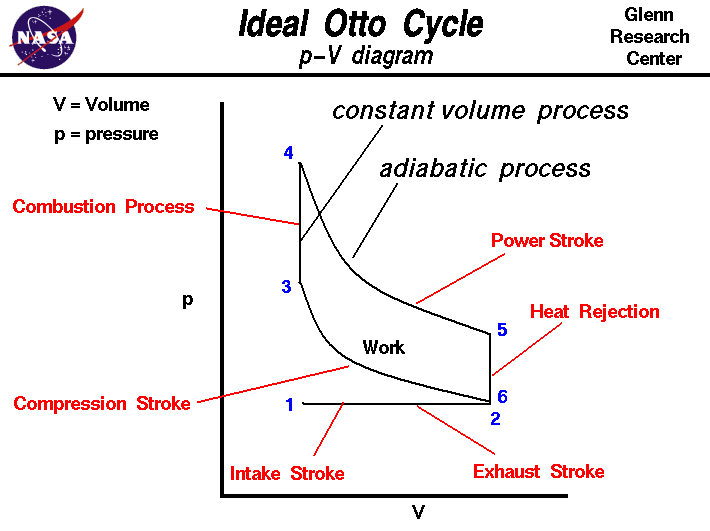 NASA
Ideal Otto Cycle
p-V diagram
Glenn
Research
Center
V = Volume
p = pressure
constant volume process
adiabatic process
4
Combustion Process
Power Stroke
3
p
Heat Rejection
5
Work
Compression Stroke
1
6
2
Intake Stroke
Exhaust Stroke
V